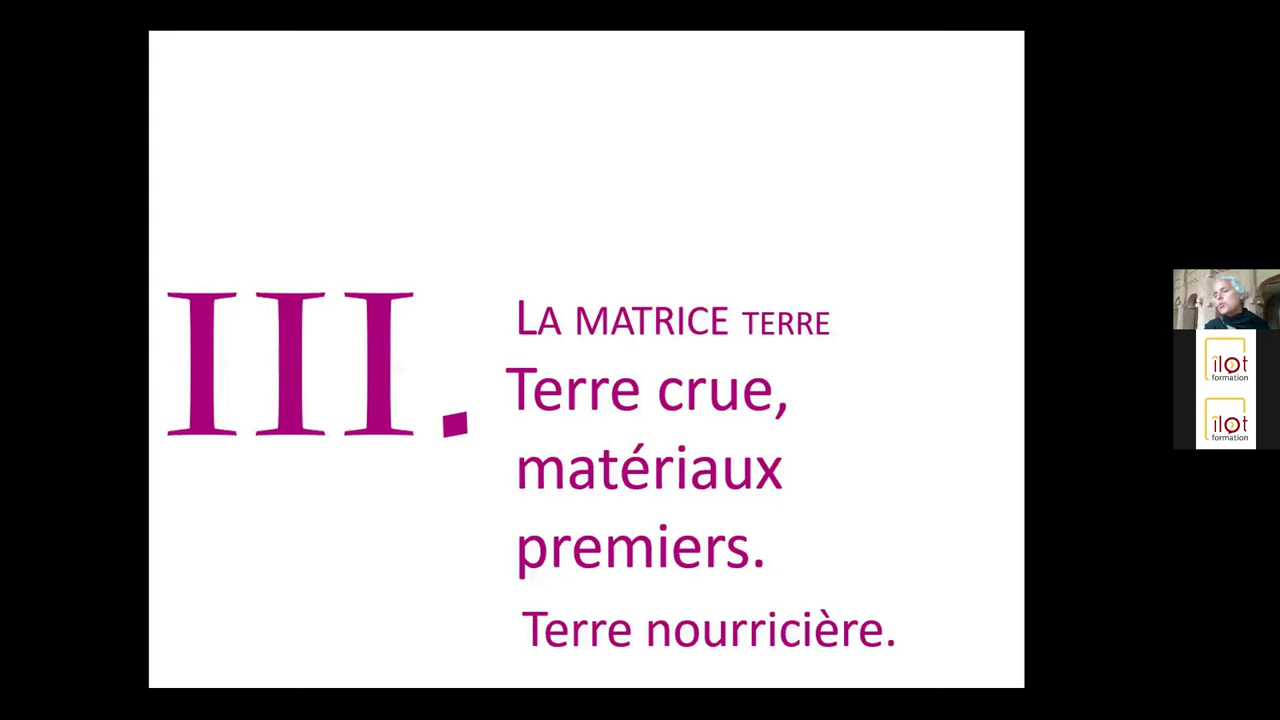 III.
LA MATRICE TERRE
Terre crue,
matériaux
premiers.
Terre nourricière.
îlot
formation
îlot
formation